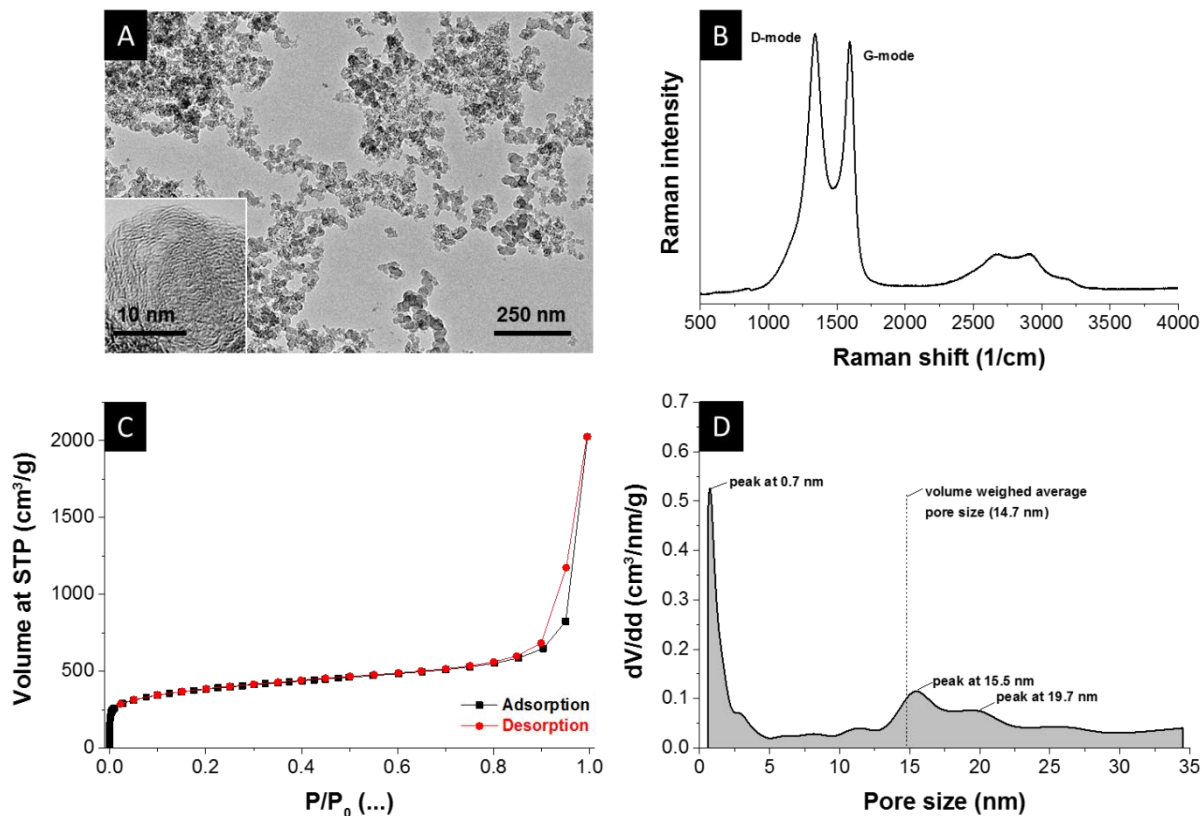 A
10 nm
250 nm
B
D-mode
G-mode
Raman intensity
500 1000 1500 2000 2500 3000 3500 4000
Raman shift (1/cm)
C
Volume at STP (cm³/g)
2000
1500
1000
500
0
Adsorption
Desorption
0.0 0.2 0.4 0.6 0.8 1.0
P/P₀ (...)
D
dV/dd (cm³/nm/g)
0.7
0.6
0.5
0.4
0.3
0.2
0.1
0.0
peak at 0.7 nm
volume weighed average
pore size (14.7 nm)
peak at 15.5 nm
peak at 19.7 nm
0 5 10 15 20 25 30 35
Pore size (nm)